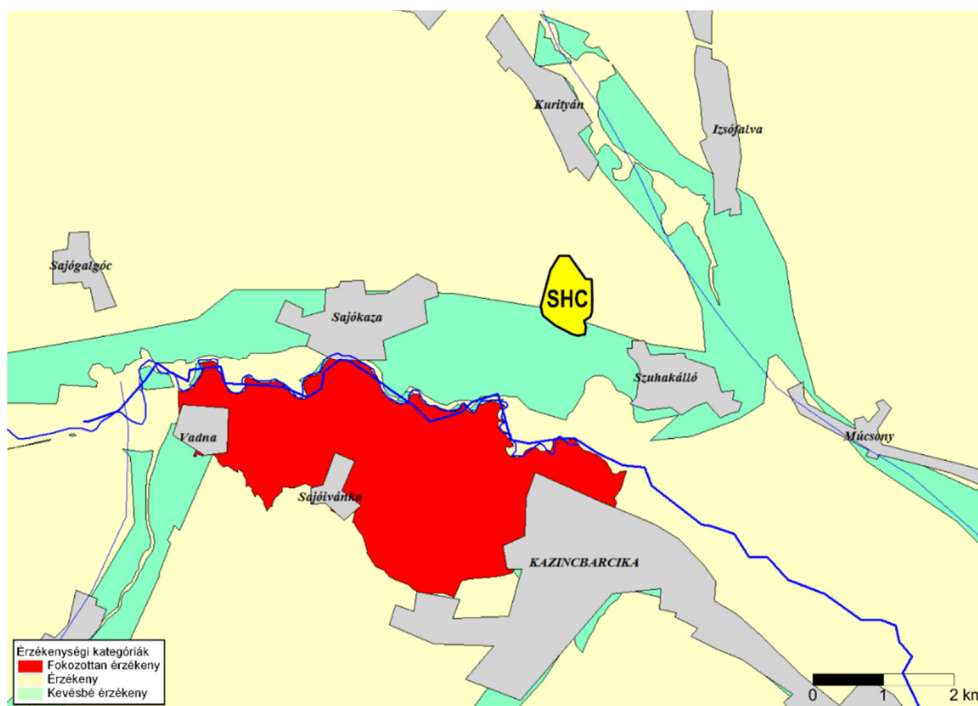 Kurityán
Izsófalva
Sajógalgóc
SHC
Sajókaza
Szuhakálló
Vadna
Múcsony
Sajóivánka
KAZINCBARCIKA
Érzékenységi kategóriák
Fokozottan érzékeny
Érzékeny
Kevésbé érzékeny
0 1 2 km